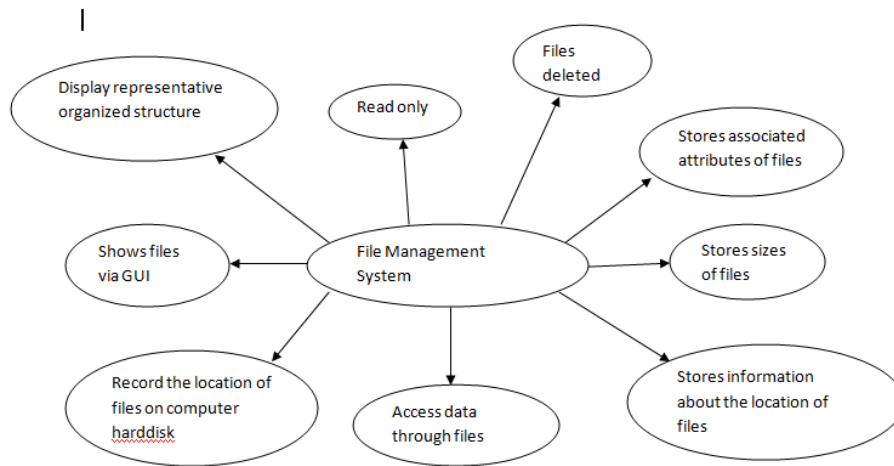 Files
deleted
Display representative
organized structure
Read only
Stores associated
attributes of files
Shows files
via GUI
File Management
System
Stores sizes
of files
Record the location of
files on computer
harddisk
Access data
through files
Stores information
about the location of
files